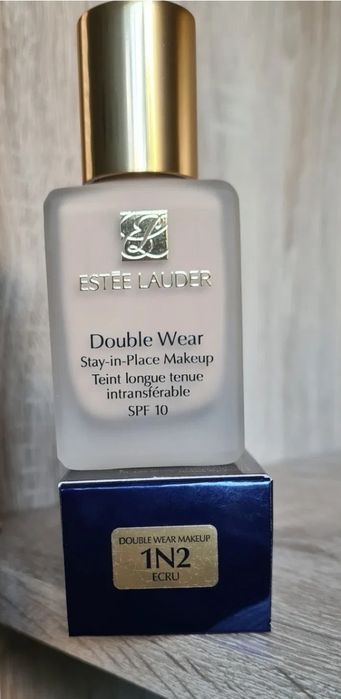 ESTĒE LAUDER
Double Wear
Stay-in-Place Makeup
Teint longue tenue
intransférable
SPF 10
DOUBLE WEAR MAKEUP
1N2
ECRU